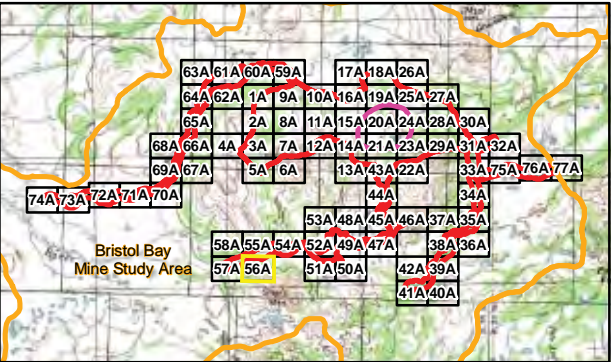 63A 61A 60A 59A 17A 18A 26A
64A 62A 1A 9A 10A 16A 19A 25A 27A
65A 2A 8A 11A 15A 20A 24A 28A 30A
68A 66A 4A 3A 7A 12A 14A 21A 23A 29A 31A 32A
69A 67A 5A 6A 13A 43A 22A 33A 75A 76A 77A
74A 73A 72A 71A 70A 44A 34A
53A 48A 45A 46A 37A 35A
58A 55A 54A 52A 49A 47A 38A 36A
Bristol Bay
Mine Study Area
57A 56A 51A 50A 42A 39A
41A 40A